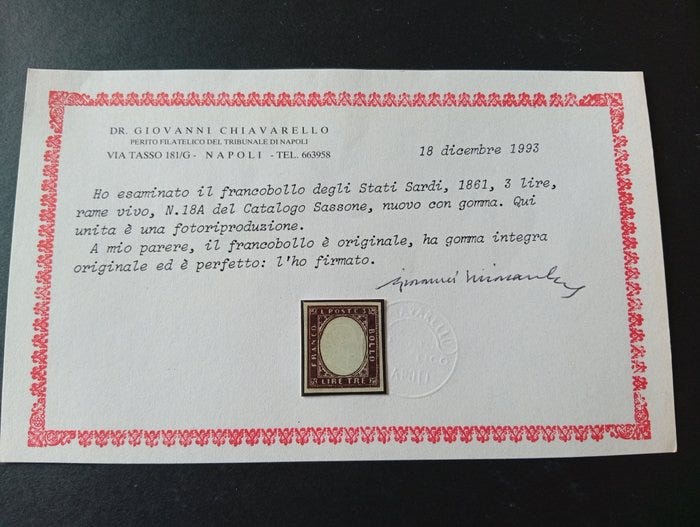 DR. GIOVANNI CHIAVARELLO
PERITO FILATELICO DEL TRIBUNALE DI NAPOLI
VIA TASSO 181/G - NAPOLI - TEL. 663958
18 dicembre 1993
Ho esaminato il francobollo degli Stati Sardi, 1861, 3 lire,
rame vivo, N.18A del Catalogo Sassone, nuovo con gomma. Qui
unita è una fotoriproduzione.
A mio parere, il francobollo è originale, ha gomma integra
originale ed è perfetto: l'ho firmato.
C. POSTE
FRANCO
BOLLO
LIRE TRE